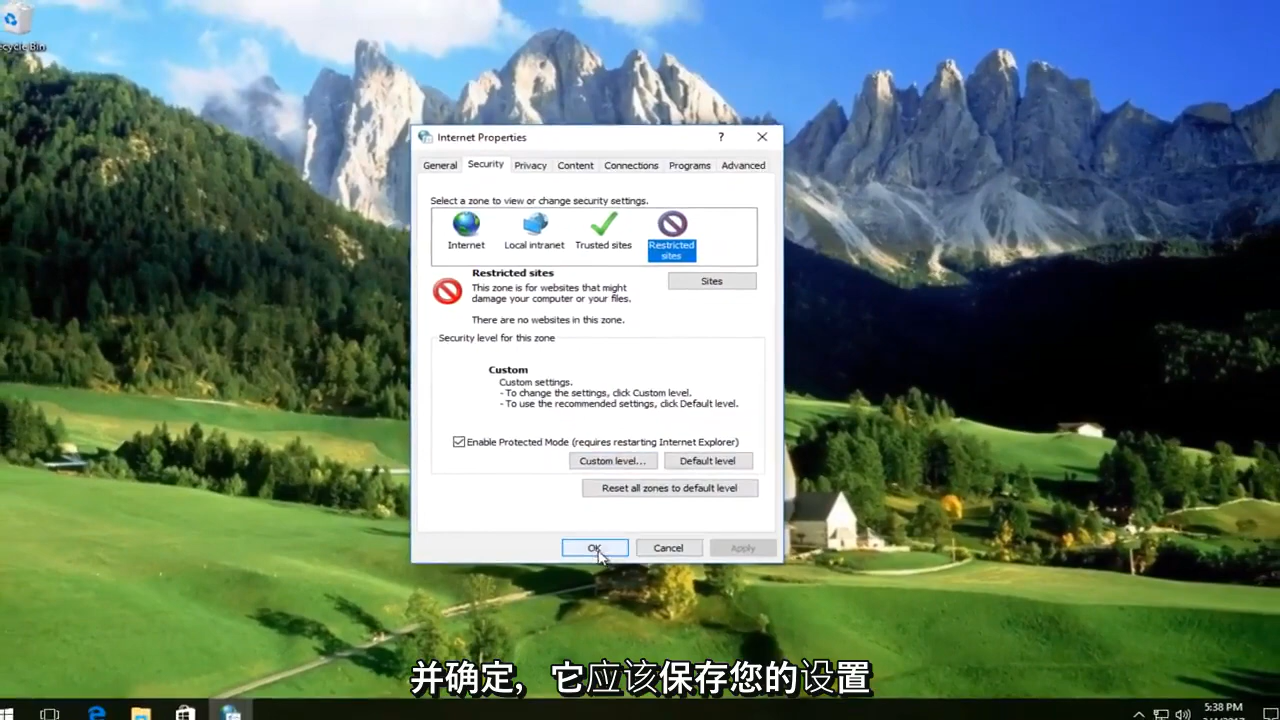 Recycle Bin
Internet Properties
?
General
Security
Privacy
Content
Connections
Programs
Advanced
Select a zone to view or change security settings.
Internet
Local intranet
Trusted sites
Restricted
sites
Restricted sites
Sites
This zone is for websites that might
damage your computer or your files.
There are no websites in this zone.
Security level for this zone
Custom
Custom settings.
- To change the settings, click Custom level.
- To use the recommended settings, click Default level.
Enable Protected Mode (requires restarting Internet Explorer)
Custom level...
Default level
Reset all zones to default level
OK
Cancel
Apply
并确定，它应该保存您的设置
5:38 PM